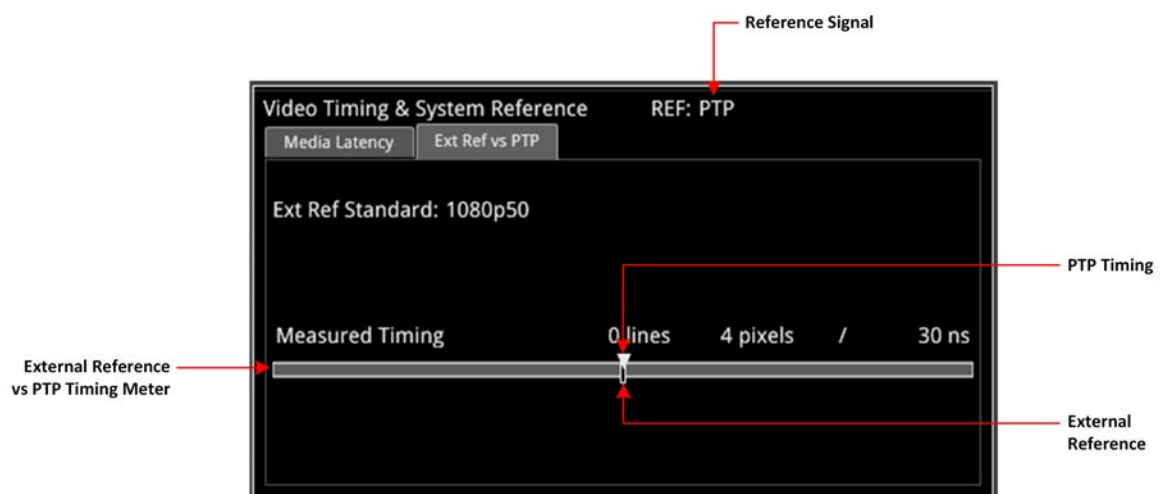 Reference Signal
Video Timing & System Reference REF: PTP
Media Latency Ext Ref vs PTP
Ext Ref Standard: 1080p50
PTP Timing
Measured Timing 0 lines 4 pixels / 30 ns
External Reference
vs PTP Timing Meter
External
Reference